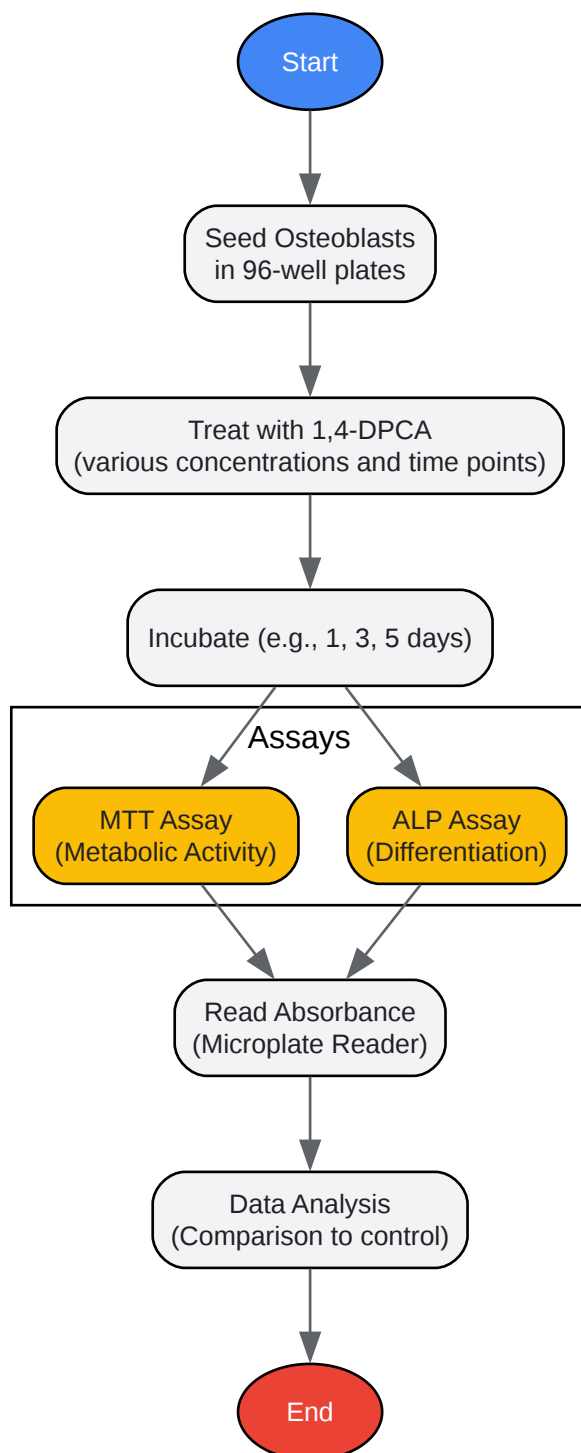 Start
Seed Osteoblasts
in 96-well plates
Treat with 1,4-DPCA
(various concentrations and time points)
Incubate (e.g., 1, 3, 5 days)
Assays
MTT Assay
(Metabolic Activity)
ALP Assay
(Differentiation)
Read Absorbance
(Microplate Reader)
Data Analysis
(Comparison to control)
End